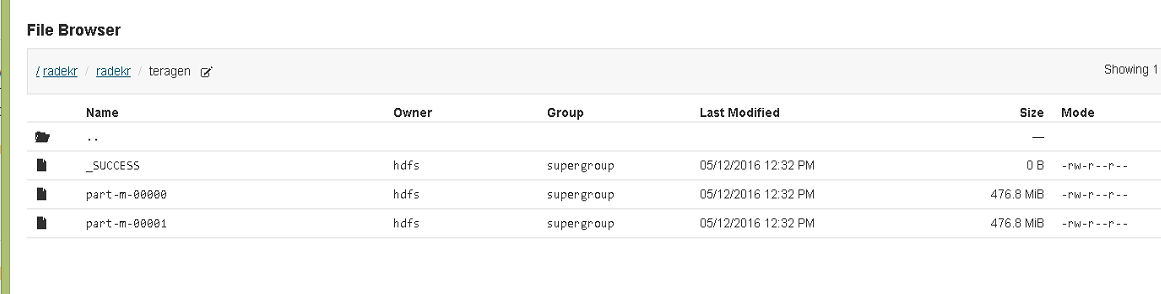 File Browser
/ radekr / radekr / teragen Showing 1
Name Owner Group Last Modified Size Mode
.. —
_SUCCESS hdfs supergroup 05/12/2016 12:32 PM 0 B -rw-r--r--
part-m-00000 hdfs supergroup 05/12/2016 12:32 PM 476.8 MiB -rw-r--r--
part-m-00001 hdfs supergroup 05/12/2016 12:32 PM 476.8 MiB -rw-r--r--